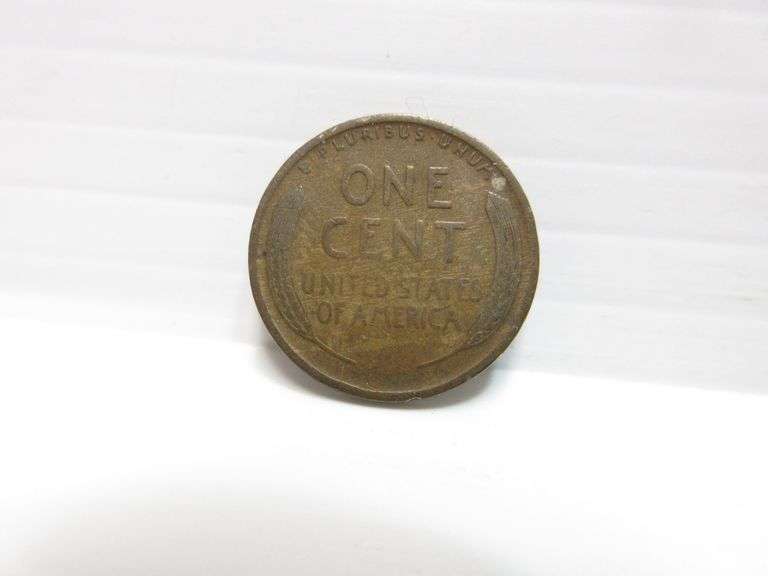 E·PLURIBUS·UNUM
ONE
CENT
UNITED STATES
OF AMERICA